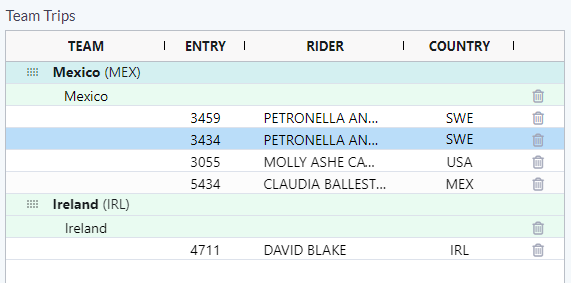 Team Trips
TEAM ENTRY RIDER COUNTRY
Mexico (MEX)
Mexico
3459 PETRONELLA AN... SWE
3434 PETRONELLA AN... SWE
3055 MOLLY ASHE CA... USA
5434 CLAUDIA BALLEST... MEX
Ireland (IRL)
Ireland
4711 DAVID BLAKE IRL